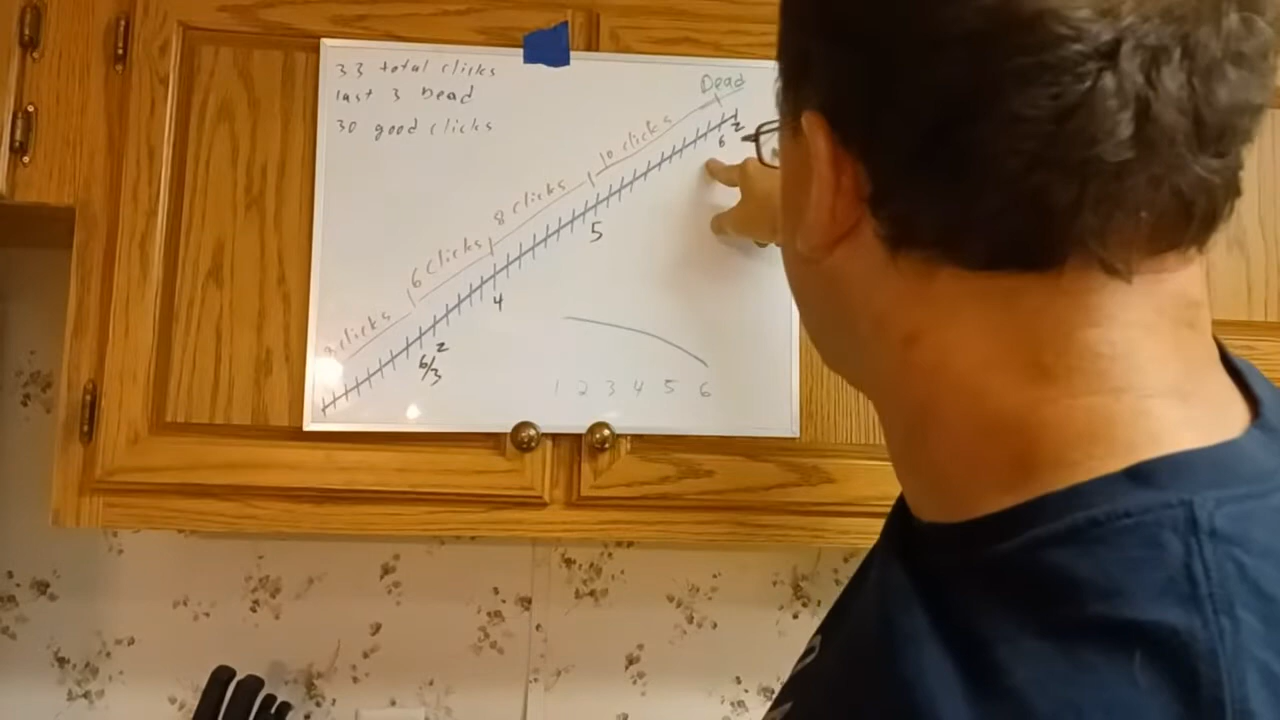 33 total clicks
last 3 Dead
30 good clicks
Dead
10 clicks
8 clicks
6 clicks
clicks
6 2
5
4
6/3 2
1 2 3 4 5 6